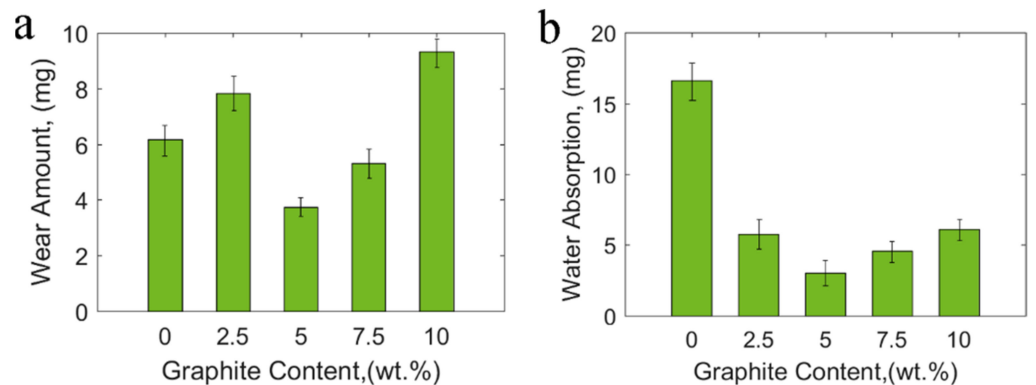 a
Wear Amount, (mg)
10
8
6
4
2
0
0 2.5 5 7.5 10
Graphite Content,(wt.%)
b
Water Absorption, (mg)
20
15
10
5
0
0 2.5 5 7.5 10
Graphite Content,(wt.%)